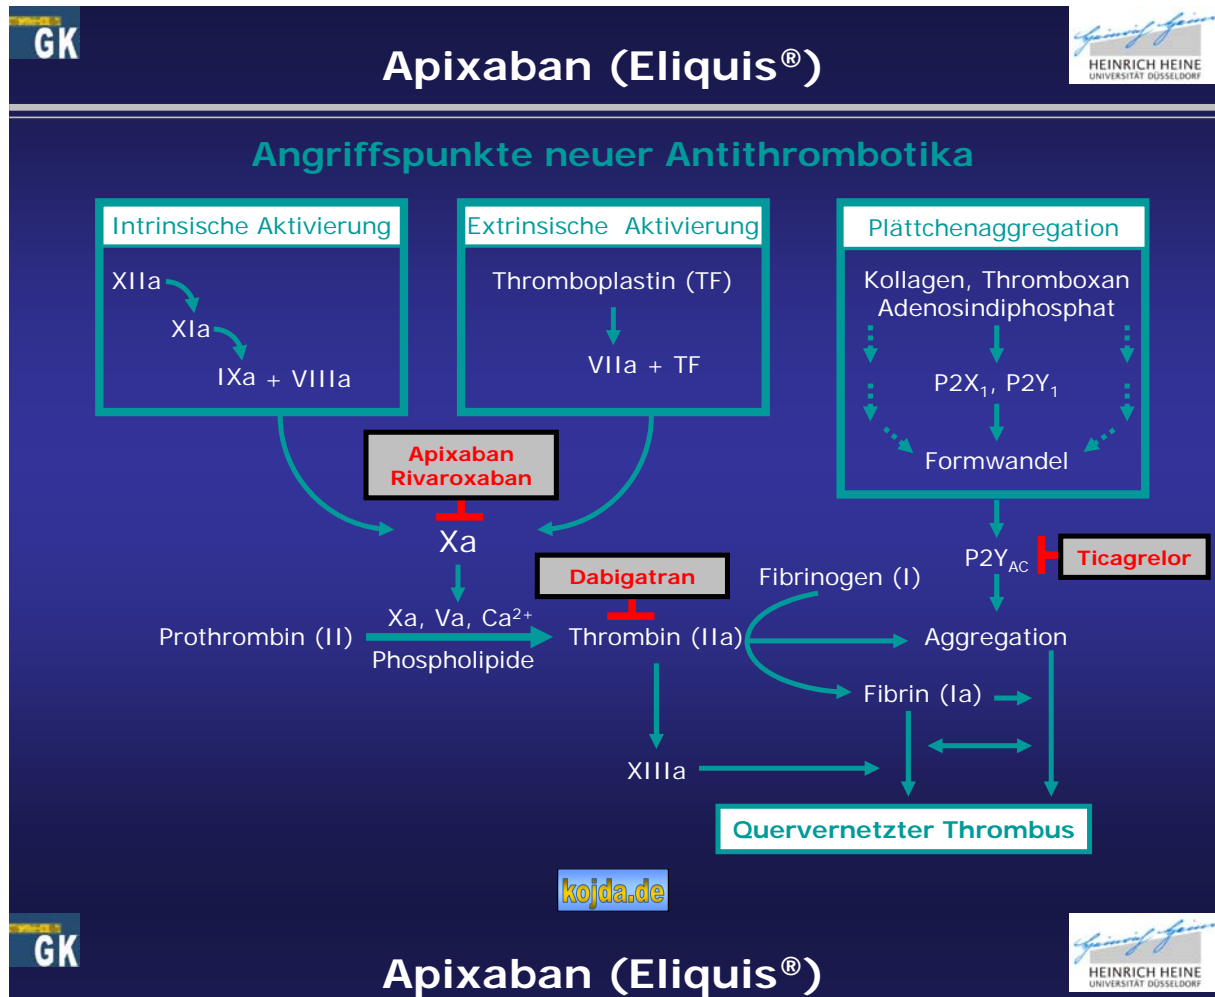 GK
Apixaban (Eliquis®)
HEINRICH HEINE
UNIVERSITÄT DÜSSELDORF
Angriffspunkte neuer Antithrombotika
Intrinsische Aktivierung
XIIa
XIa
IXa + VIIIa
Extrinsische Aktivierung
Thromboplastin (TF)
VIIa + TF
Plättchenaggregation
Kollagen, Thromboxan
Adenosindiphosphat
P2X₁, P2Y₁
Formwandel
Apixaban
Rivaroxaban
Xa
P2Y_AC
Ticagrelor
Dabigatran
Fibrinogen (I)
Xa, Va, Ca²⁺
Prothrombin (II)
Phospholipide
Thrombin (IIa)
Aggregation
Fibrin (Ia)
XIIIa
Quervernetzter Thrombus
kojda.de
GK
Apixaban (Eliquis®)
HEINRICH HEINE
UNIVERSITÄT DÜSSELDORF